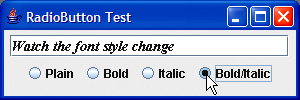 RadioButton Test
Watch the font style change
Plain Bold Italic Bold/Italic